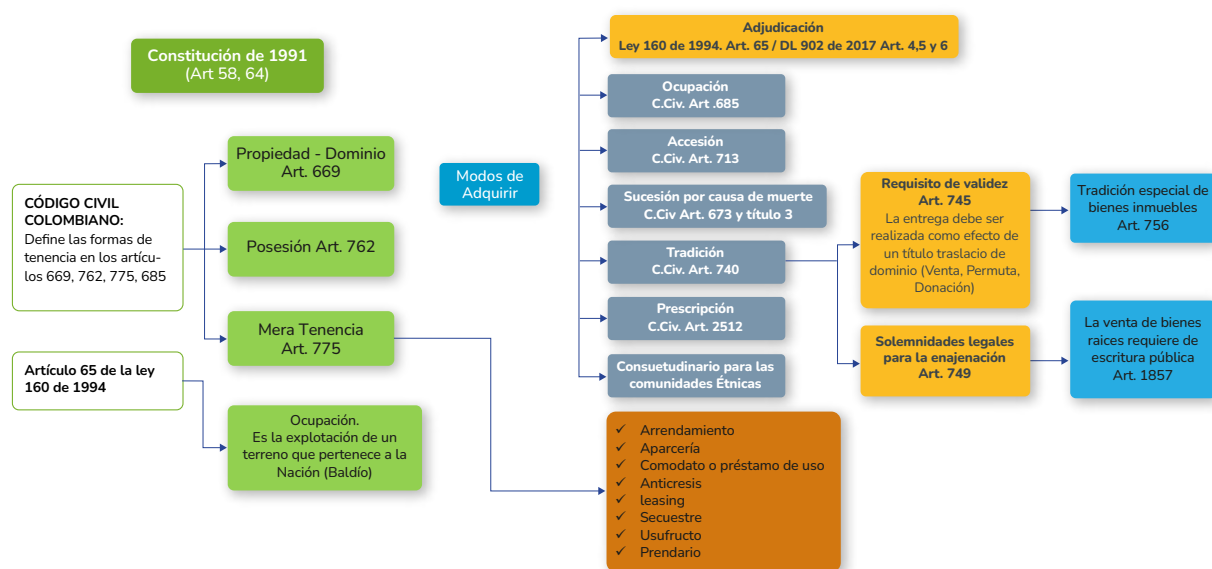 Constitución de 1991
(Art 58, 64)
CÓDIGO CIVIL
COLOMBIANO:
Define las formas de
tenencia en los artícu-
los 669, 762, 775, 685
Artículo 65 de la ley
160 de 1994
Propiedad - Dominio
Art. 669
Posesión Art. 762
Mera Tenencia
Art. 775
Ocupación.
Es la explotación de un
terreno que pertenece a la
Nación (Baldío)
Modos de
Adquirir
Adjudicación
Ley 160 de 1994. Art. 65 / DL 902 de 2017 Art. 4,5 y 6
Ocupación
C.Civ. Art .685
Accesión
C.Civ. Art. 713
Sucesión por causa de muerte
C.Civ Art. 673 y título 3
Tradición
C.Civ. Art. 740
Prescripción
C.Civ. Art. 2512
Consuetudinario para las
comunidades Étnicas
✓ Arrendamiento
✓ Aparcería
✓ Comodato o préstamo de uso
✓ Anticresis
✓ leasing
✓ Secuestre
✓ Usufructo
✓ Prendario
Requisito de validez
Art. 745
La entrega debe ser
realizada como efecto de
un título traslacio de
dominio (Venta, Permuta,
Donación)
Solemnidades legales
para la enajenación
Art. 749
Tradición especial de
bienes inmuebles
Art. 756
La venta de bienes
raices requiere de
escritura pública
Art. 1857